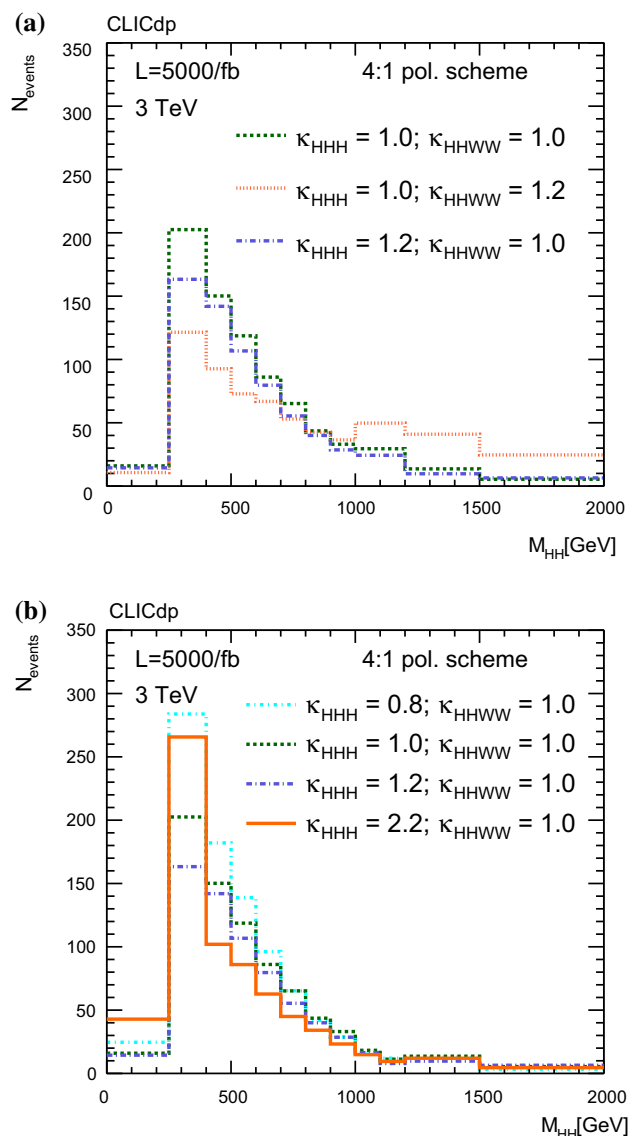 (a)
CLICdp
N_events
350
300
250
200
150
100
50
0
L=5000/fb 4:1 pol. scheme
3 TeV
κ_HHH = 1.0; κ_HHWW = 1.0
κ_HHH = 1.0; κ_HHWW = 1.2
κ_HHH = 1.2; κ_HHWW = 1.0
0 500 1000 1500 2000
M_HH[GeV]
(b)
CLICdp
N_events
350
300
250
200
150
100
50
0
L=5000/fb 4:1 pol. scheme
3 TeV
κ_HHH = 0.8; κ_HHWW = 1.0
κ_HHH = 1.0; κ_HHWW = 1.0
κ_HHH = 1.2; κ_HHWW = 1.0
κ_HHH = 2.2; κ_HHWW = 1.0
0 500 1000 1500 2000
M_HH[GeV]